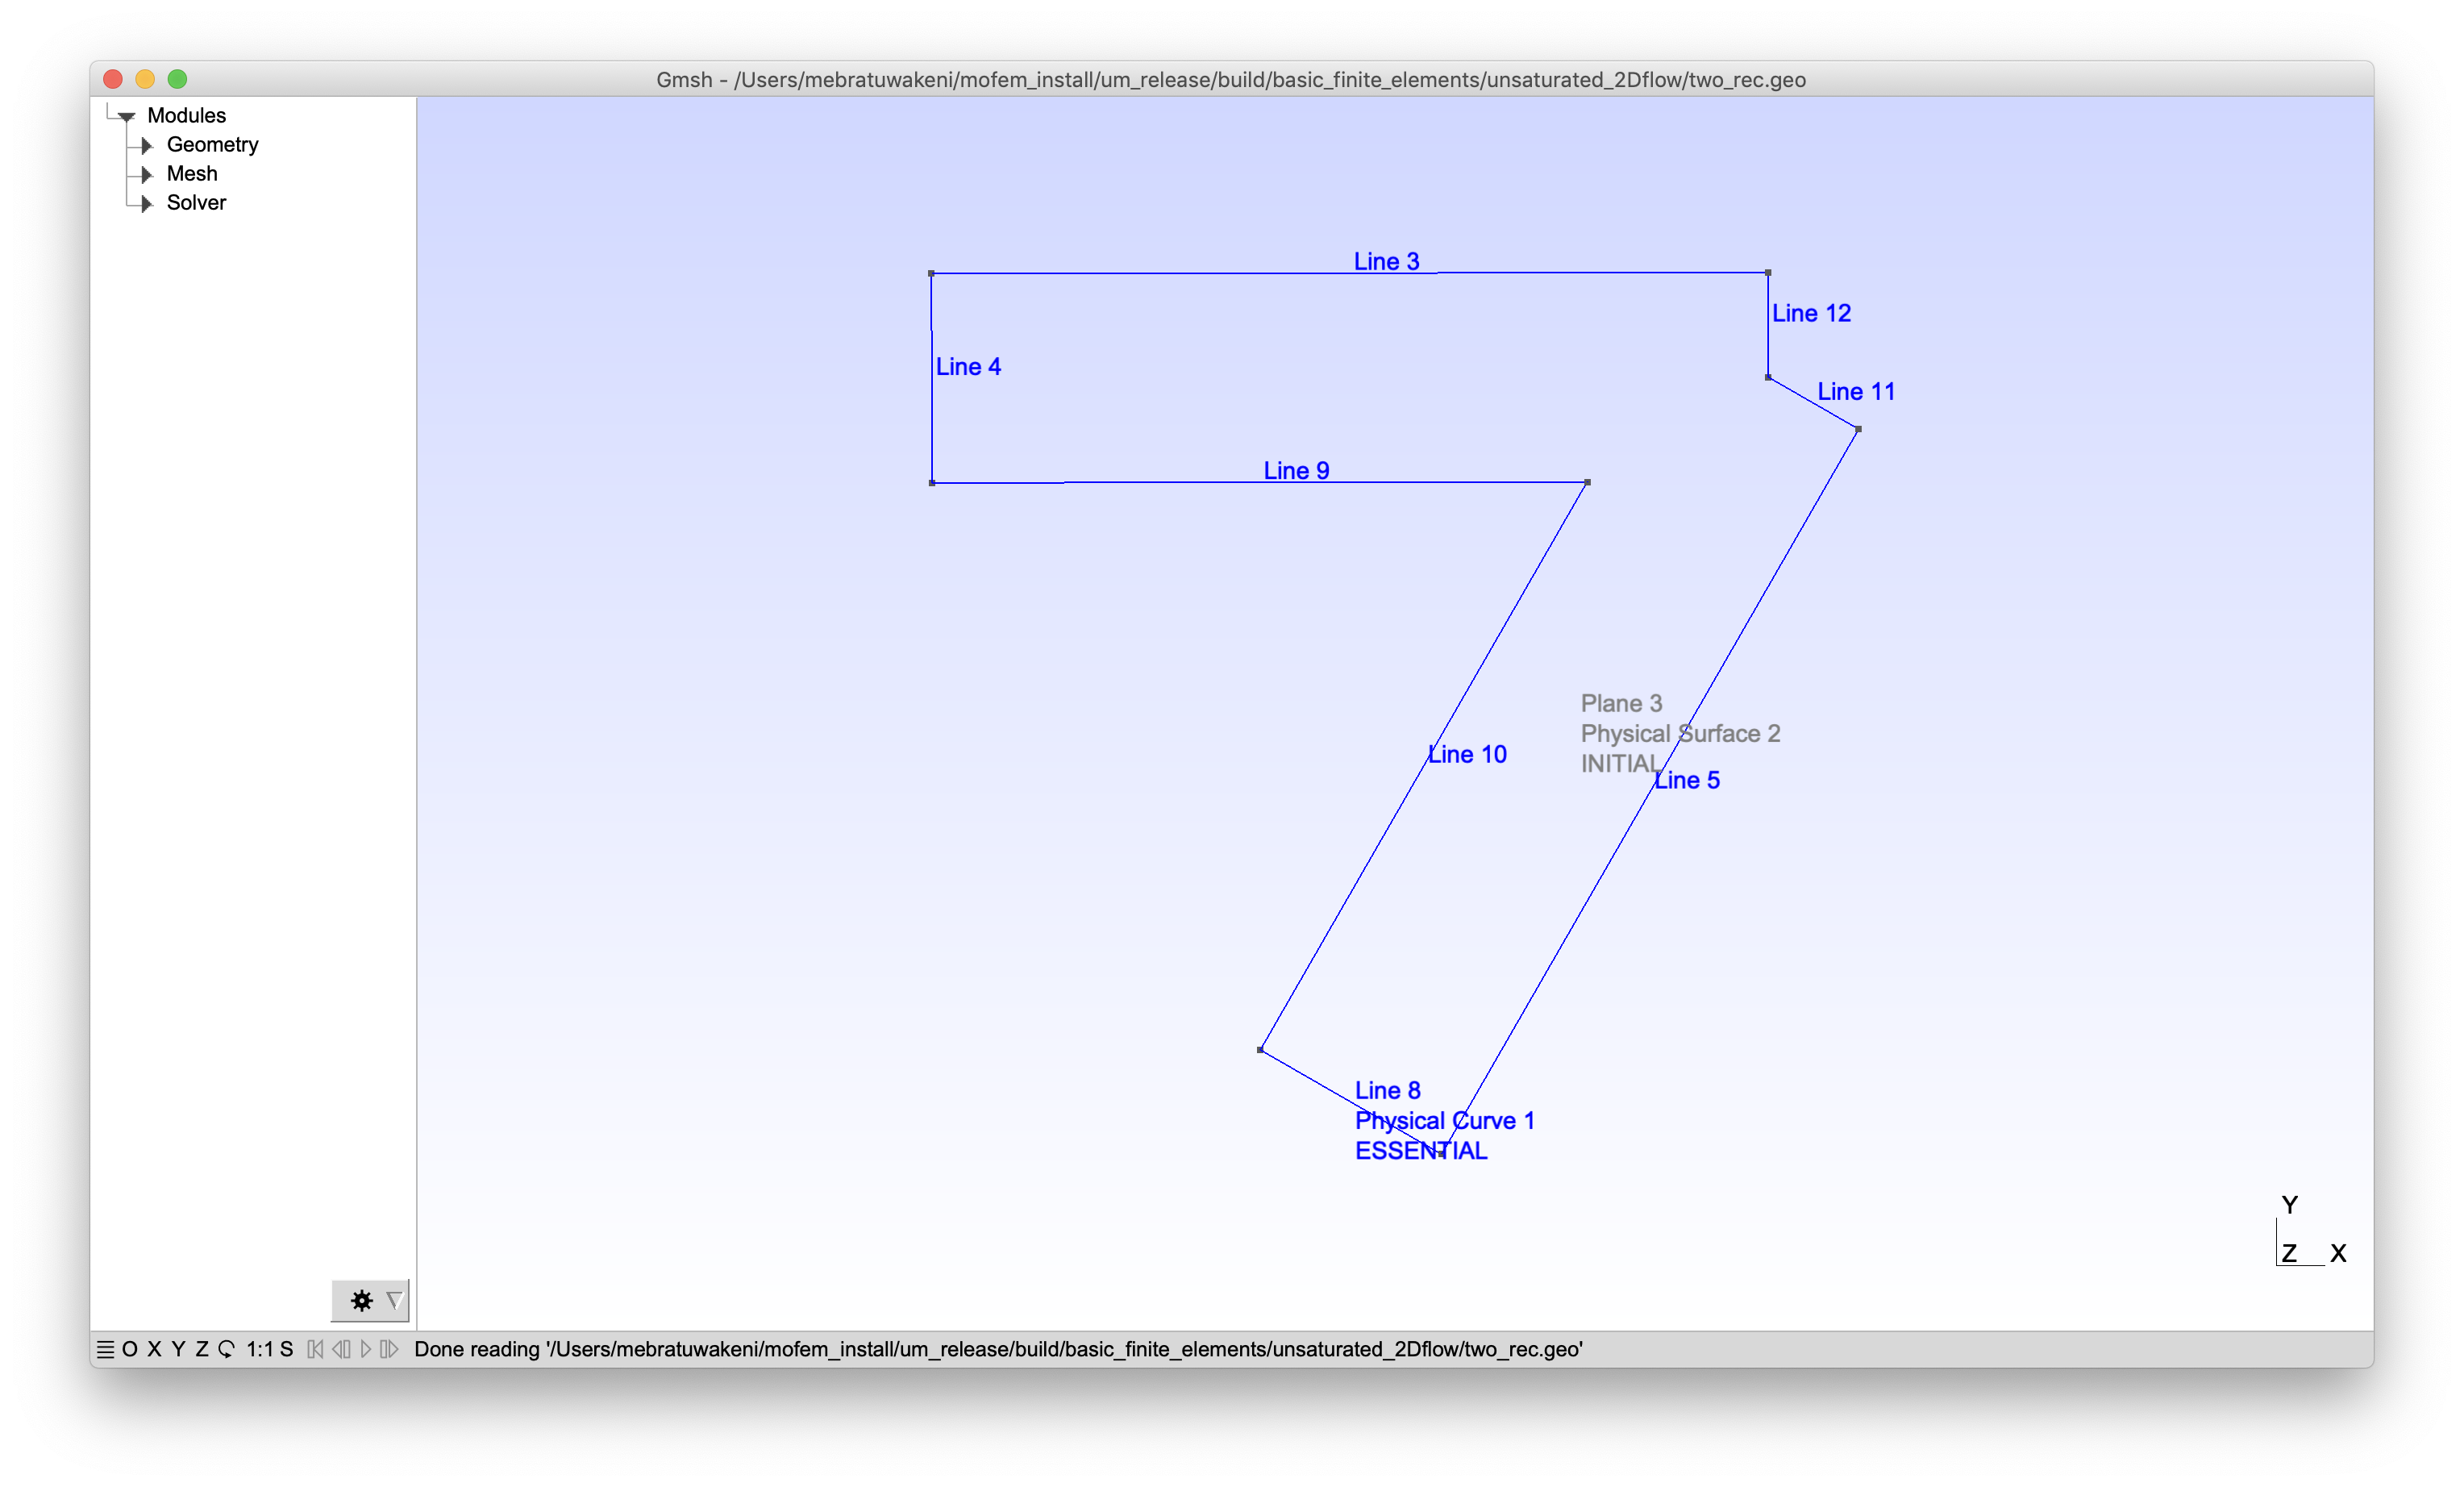 Gmsh - /Users/mebratuwakeni/mofem_install/um_release/build/basic_finite_elements/unsaturated_2Dflow/two_rec.geo
Modules
Geometry
Mesh
Solver
Line 3
Line 12
Line 4
Line 11
Line 9
Plane 3
Physical Surface 2
INITIAL
Line 10
Line 5
Line 8
Physical Curve 1
ESSENTIAL
Y
Z X
O X Y Z 1:1 S Done reading '/Users/mebratuwakeni/mofem_install/um_release/build/basic_finite_elements/unsaturated_2Dflow/two_rec.geo'